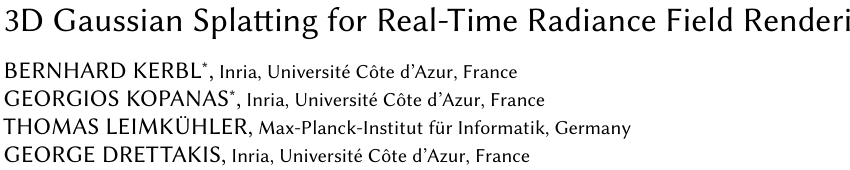 3D Gaussian Splatting for Real-Time Radiance Field Renderi
BERNHARD KERBL*, Inria, Université Côte d'Azur, France
GEORGIOS KOPANAS*, Inria, Université Côte d'Azur, France
THOMAS LEIMKÜHLER, Max-Planck-Institut für Informatik, Germany
GEORGE DRETTAKIS, Inria, Université Côte d'Azur, France